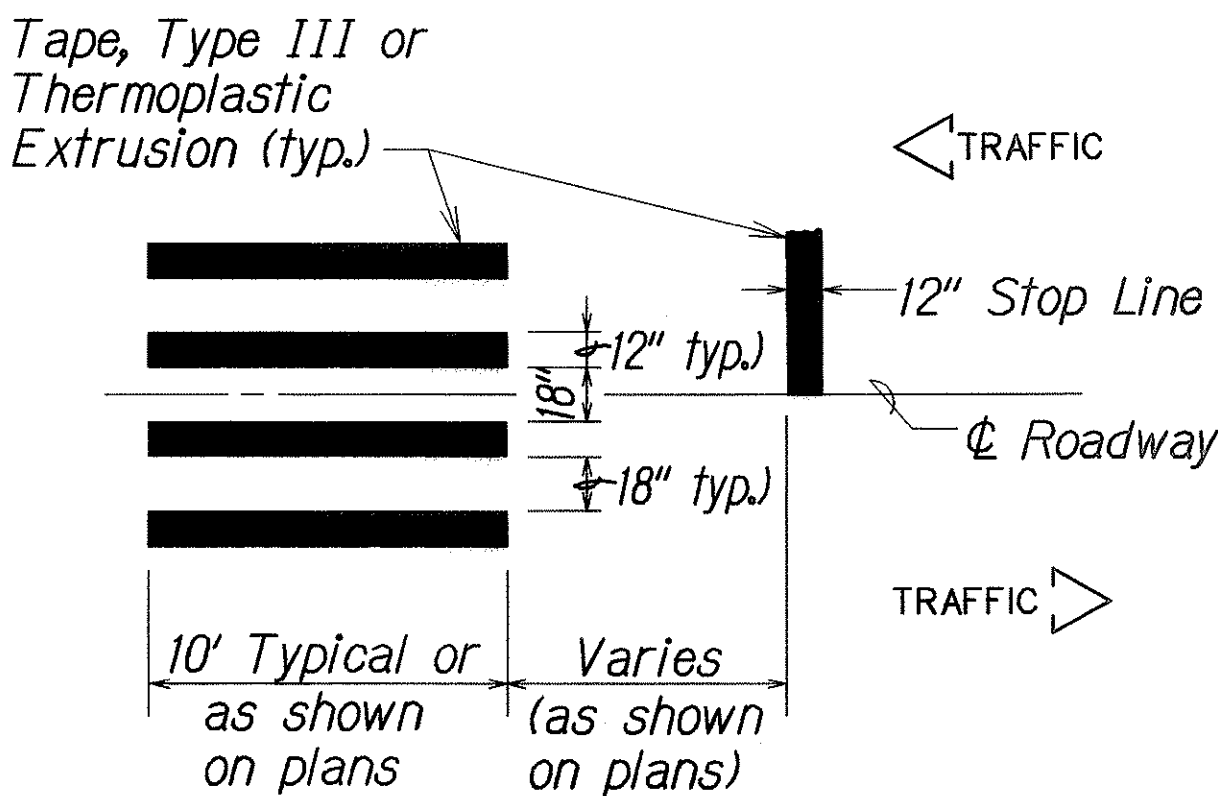 Tape, Type III or
Thermoplastic
Extrusion (typ.)
TRAFFIC
12" Stop Line
12" typ.)
18"
℄ Roadway
18" typ.)
TRAFFIC
10' Typical or
as shown
on plans
Varies
(as shown
on plans)